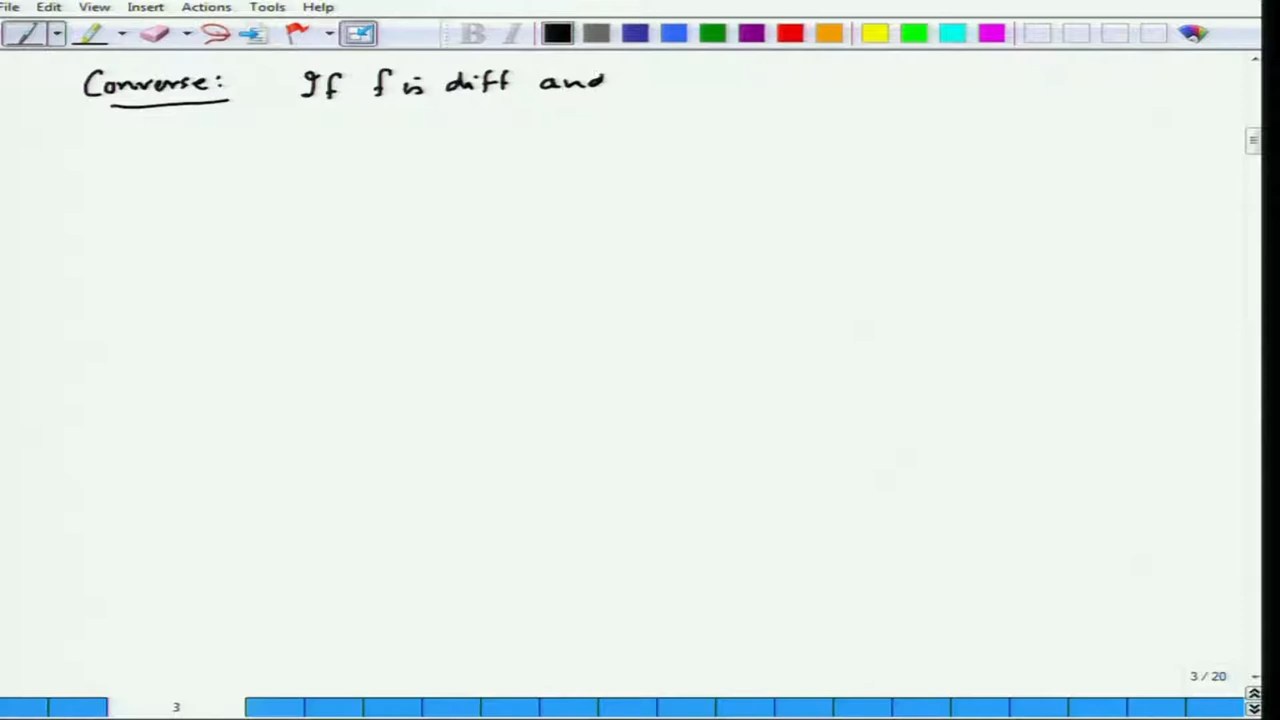 File Edit View Insert Actions Tools Help
B I
Converse: If f is diff and
3 / 20
3